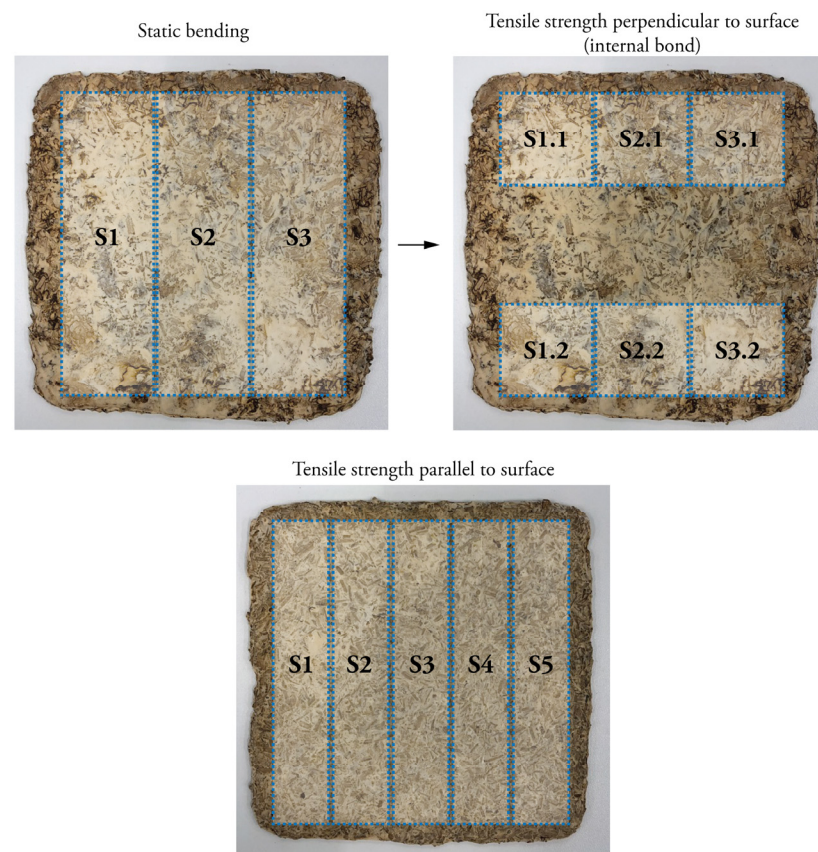 Static bending
Tensile strength perpendicular to surface
(internal bond)
S1
S2
S3
S1.1
S2.1
S3.1
S1.2
S2.2
S3.2
Tensile strength parallel to surface
S1
S2
S3
S4
S5